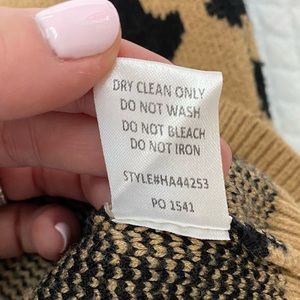 DRY CLEAN ONLY
DO NOT WASH
DO NOT BLEACH
DO NOT IRON
STYLE#HA44253
PO 1541